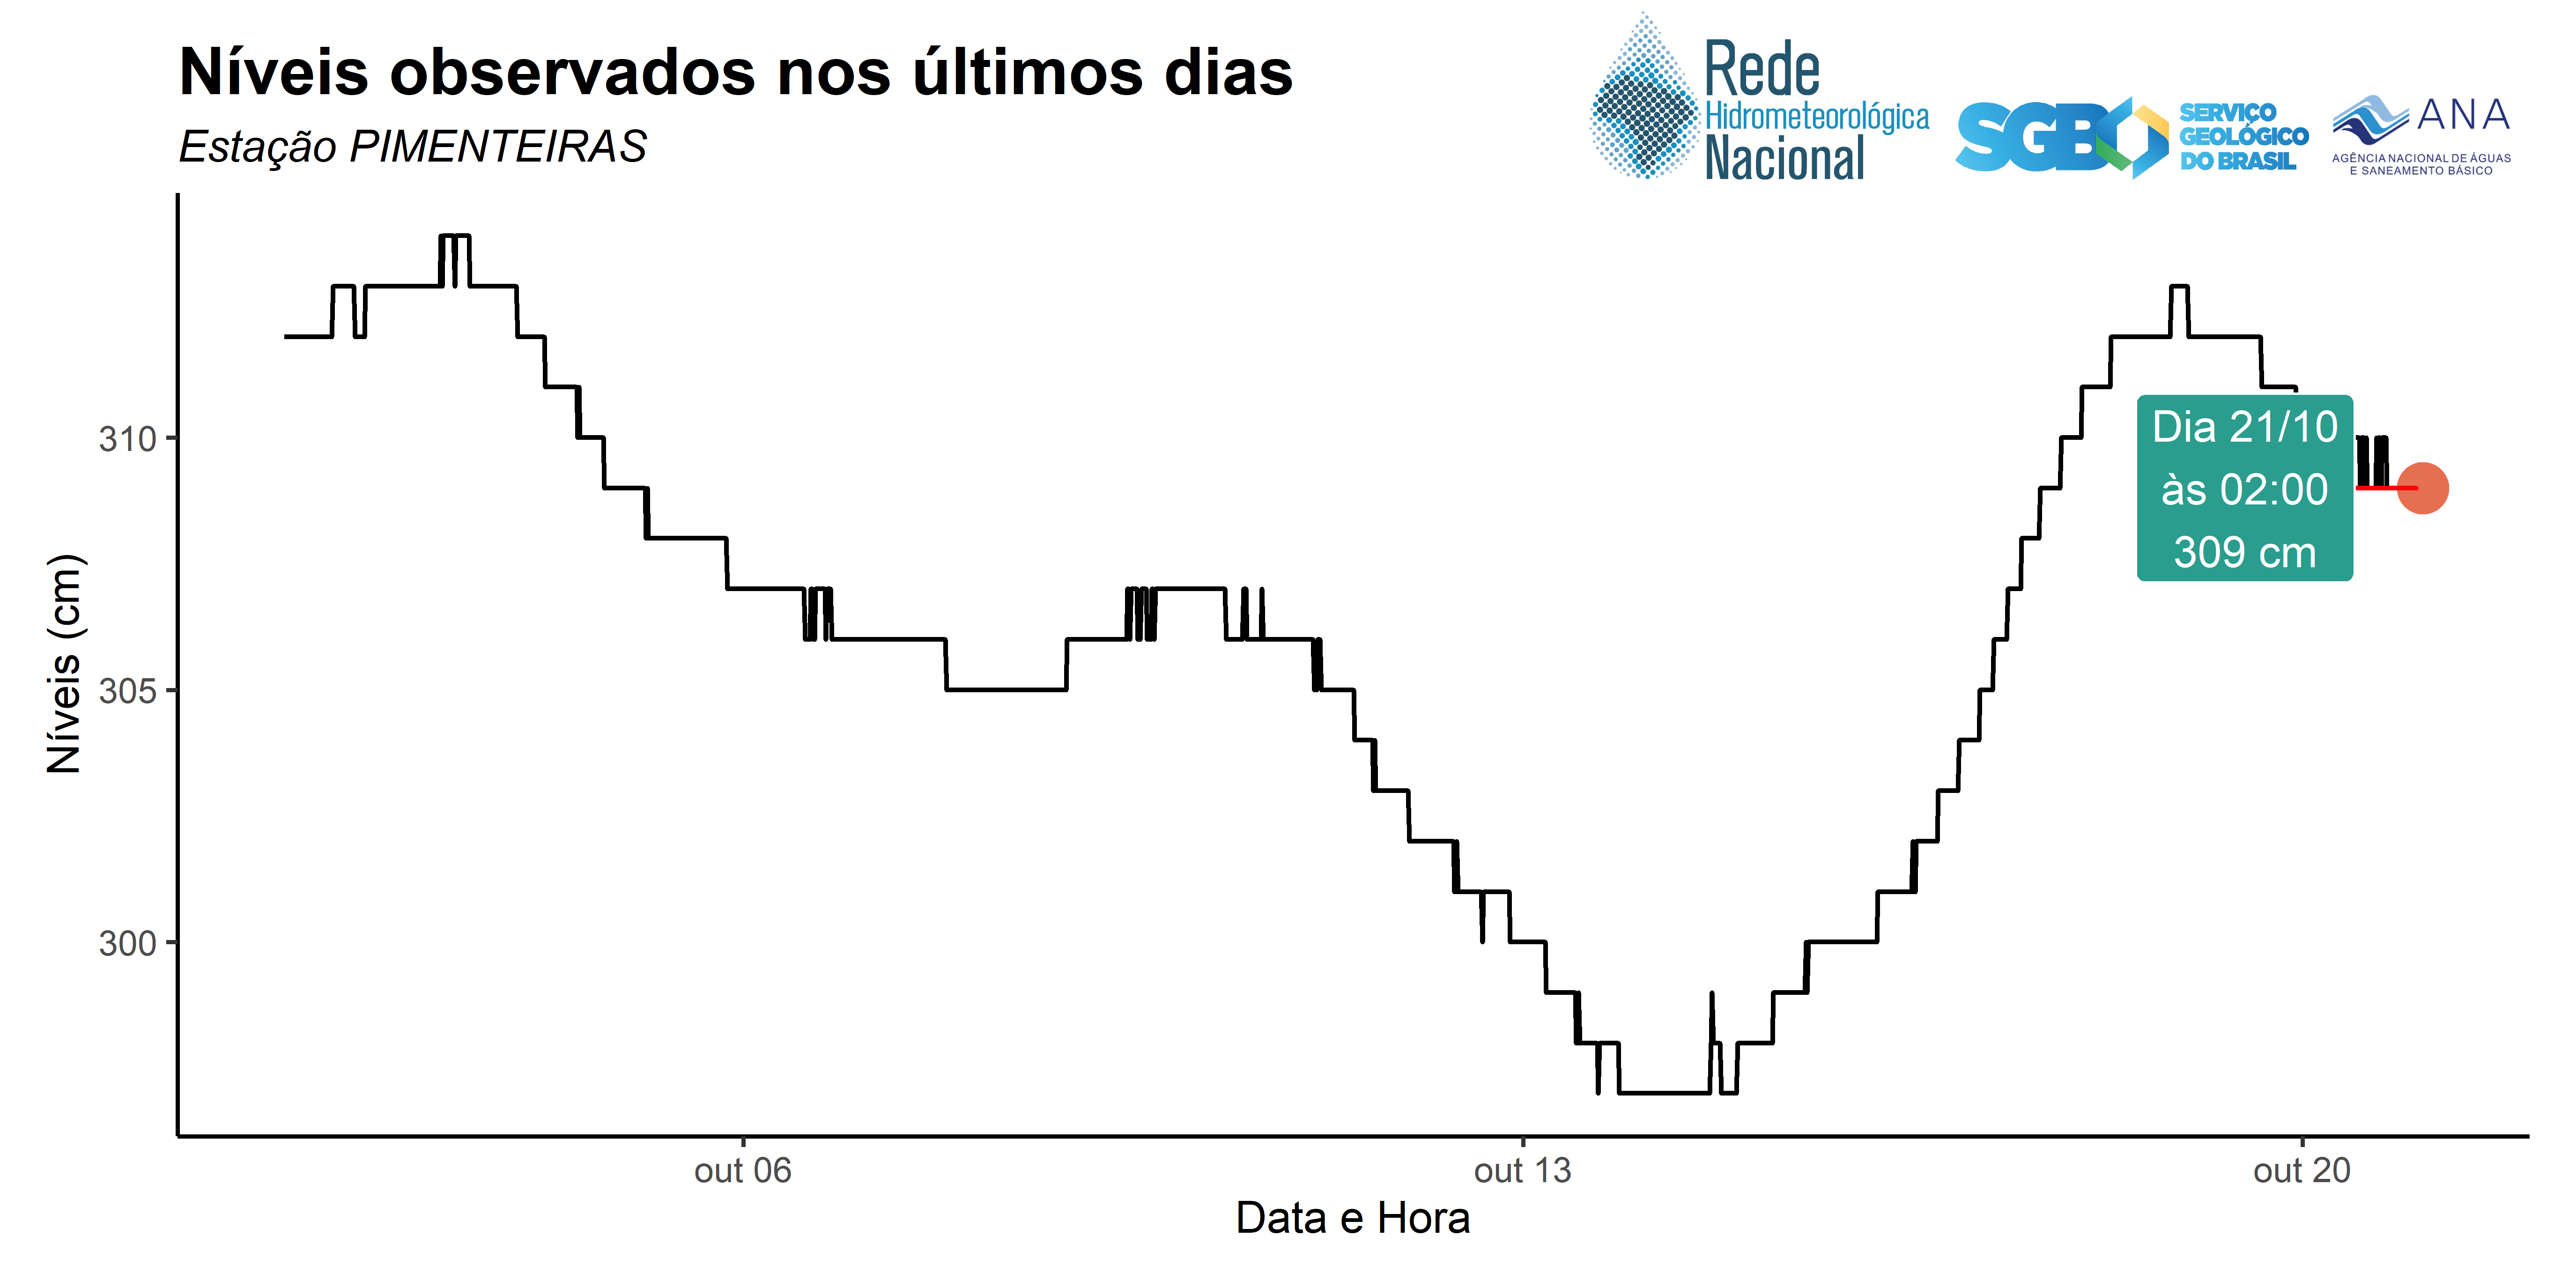 Níveis observados nos últimos dias
Estação PIMENTEIRAS
Rede
Hidrometeorológica
Nacional
SGB
SERVIÇO
GEOLÓGICO
DO BRASIL
ANA
AGÊNCIA NACIONAL DE ÁGUAS
E SANEAMENTO BÁSICO
Níveis (cm)
310
305
300
Dia 21/10
às 02:00
309 cm
out 06
out 13
out 20
Data e Hora